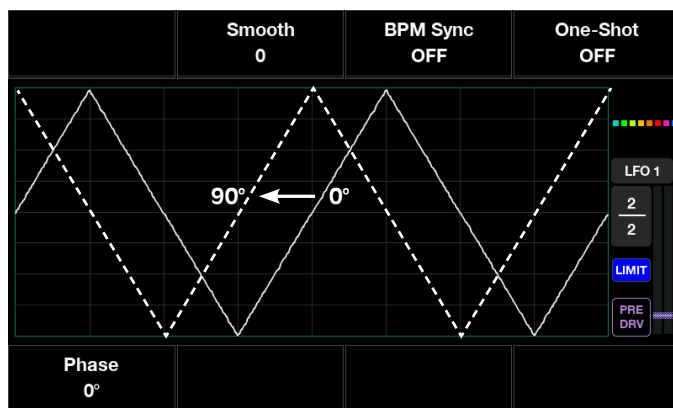 Smooth
0
BPM Sync
OFF
One-Shot
OFF
90°
0°
LFO 1
2
2
LIMIT
PRE
DRV
Phase
0°